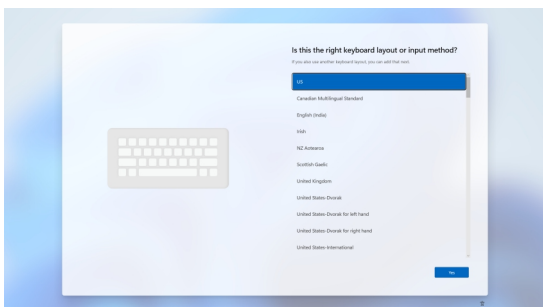 Is this the right keyboard layout or input method?
If you also use another keyboard layout, you can add that next.
US
Canadian Multilingual Standard
English (India)
Irish
NZ Aotearoa
Scottish Gaelic
United Kingdom
United States-Dvorak
United States-Dvorak for left hand
United States-Dvorak for right hand
United States-International
Yes